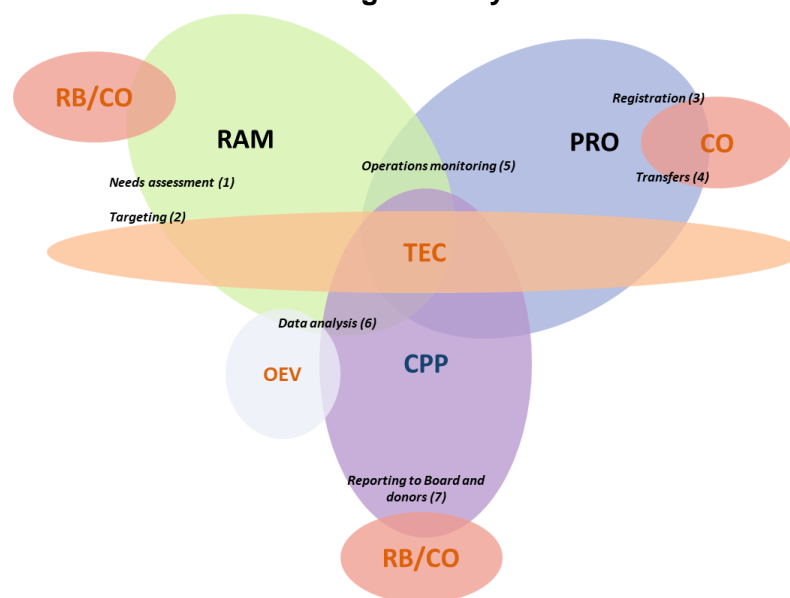 RB/CO
RAM
PRO
Registration (3)
CO
Operations monitoring (5)
Needs assessment (1)
Transfers (4)
Targeting (2)
TEC
Data analysis (6)
OEV
CPP
Reporting to Board and
donors (7)
RB/CO